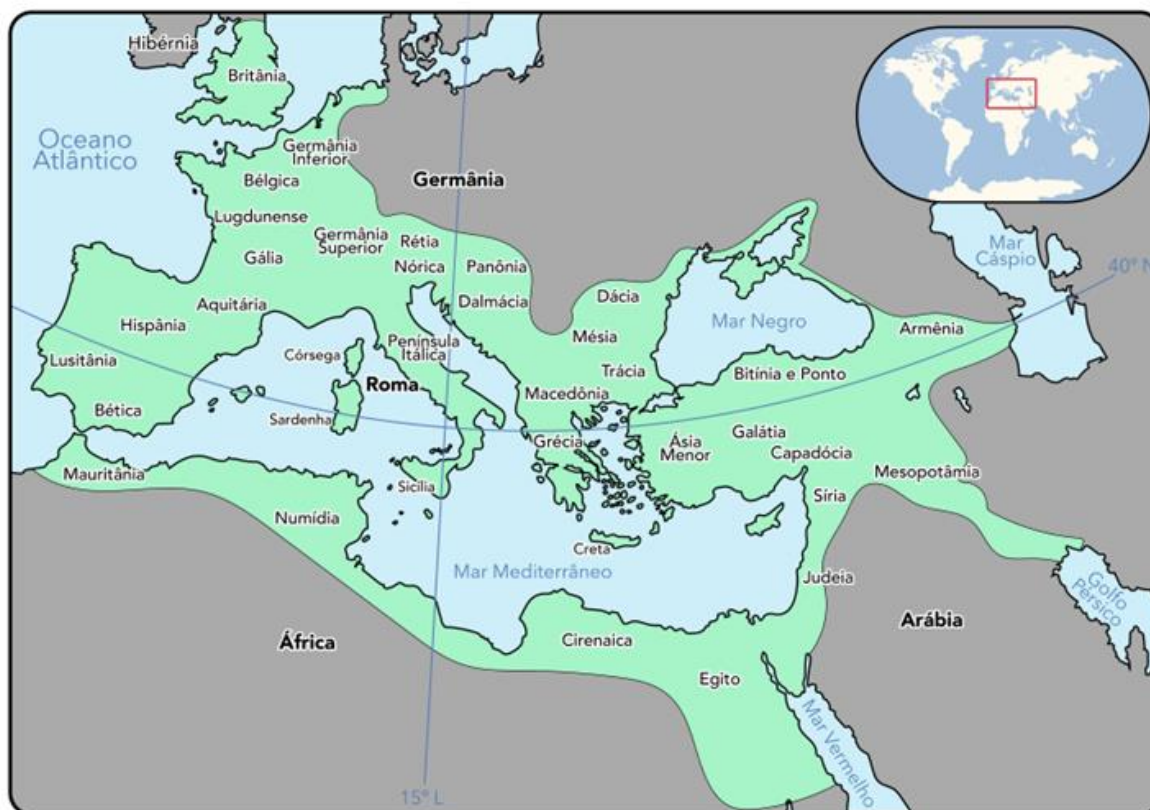 Hibérnia
Britânia
Oceano
Atlântico
Germânia
Inferior
Bélgica
Germânia
Lugdunense
Germânia
Superior
Rétia
Gália
Nórica
Panônia
Mar
Cáspio
40° N
Aquitária
Dalmácia
Dácia
Hispânia
Mar Negro
Armênia
Mésia
Península
Itálica
Córsega
Lusitânia
Trácia
Bitínia e Ponto
Roma
Macedônia
Bética
Sardenha
Grécia
Ásia
Menor
Galátia
Capadócia
Mauritânia
Mesopotâmia
Sicília
Síria
Numídia
Creta
Mar Mediterrâneo
Judeia
Golfo
Pérsico
África
Cirenaica
Arábia
Egito
Mar Vermelho
15° L